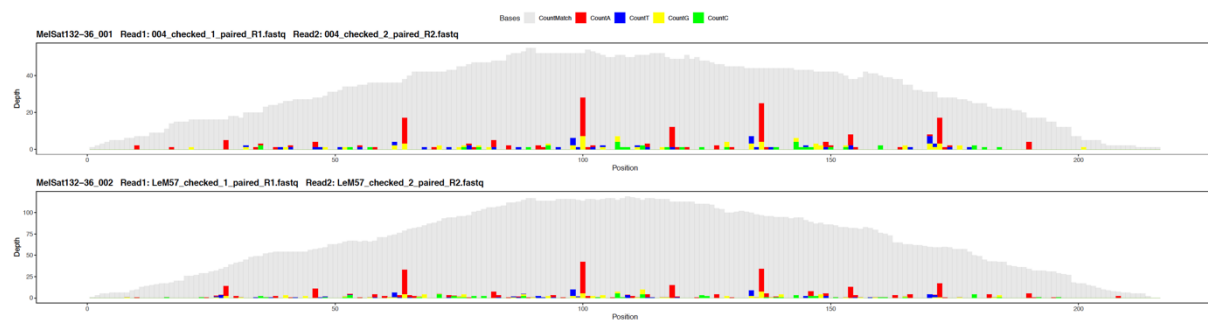 Bases CountMatch CountA CountT CountG CountC
MelSat132-36_001 Read1: 004_checked_1_paired_R1.fastq Read2: 004_checked_2_paired_R2.fastq
Depth
40
20
0
0 50 100 150 200
Position
MelSat132-36_002 Read1: LeM57_checked_1_paired_R1.fastq Read2: LeM57_checked_2_paired_R2.fastq
Depth
100
75
50
25
0
0 50 100 150 200
Position